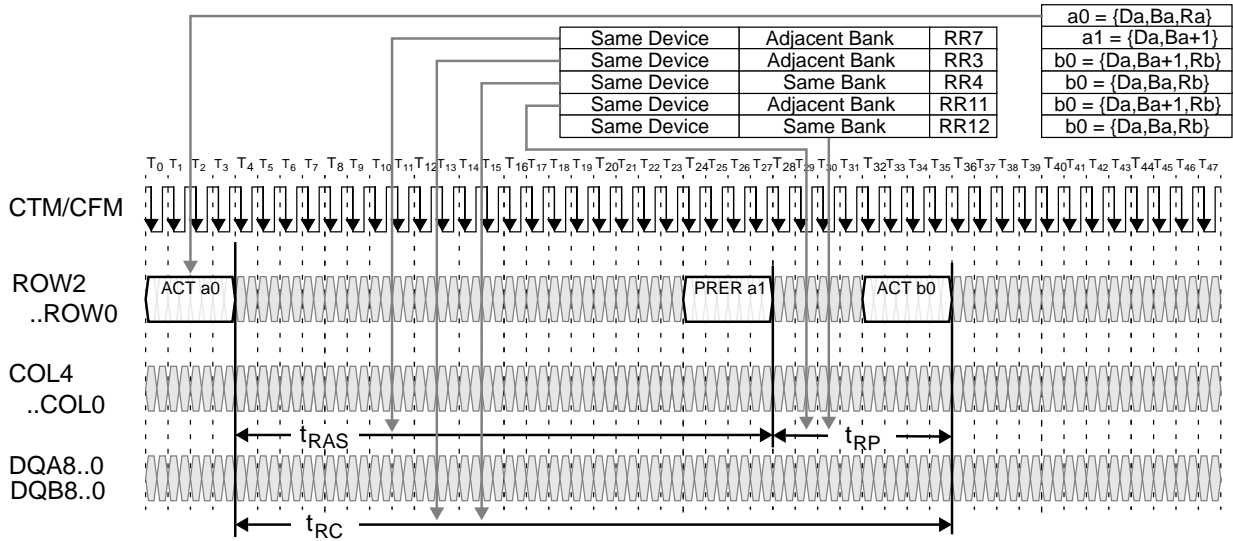 a0 = {Da,Ba,Ra}
Same Device Adjacent Bank RR7 a1 = {Da,Ba+1}
Same Device Adjacent Bank RR3 b0 = {Da,Ba+1,Rb}
Same Device Same Bank RR4 b0 = {Da,Ba,Rb}
Same Device Adjacent Bank RR11 b0 = {Da,Ba+1,Rb}
Same Device Same Bank RR12 b0 = {Da,Ba,Rb}
T0 T1 T2 T3 T4 T5 T6 T7 T8 T9 T10 T11 T12 T13 T14 T15 T16 T17 T18 T19 T20 T21 T22 T23 T24 T25 T26 T27 T28 T29 T30 T31 T32 T33 T34 T35 T36 T37 T38 T39 T40 T41 T42 T43 T44 T45 T46 T47
CTM/CFM
ROW2
..ROW0
ACT a0 PRER a1 ACT b0
COL4
..COL0
tRAS tRP
DQA8..0
DQB8..0
tRC